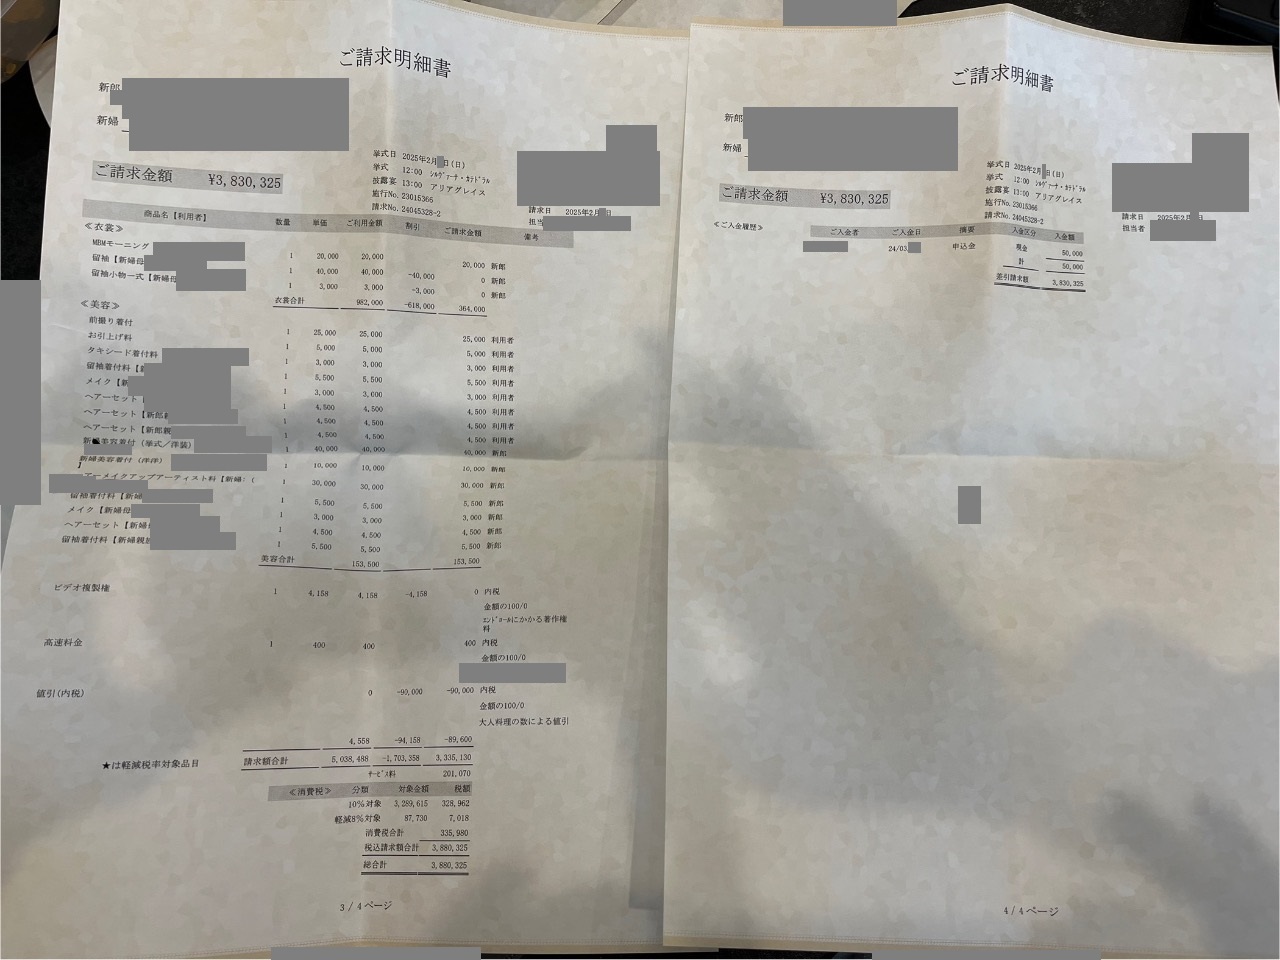 ご請求明細書
新郎
新婦
挙式日 2025年2月 日(日)
挙式 12:00 シルヴァーナ・カテドラル
披露宴 13:00 アリアグレイス
施行No. 23015366
請求No. 24045328-2
ご請求金額 ¥3,830,325
請求日 2025年2月 日
担当
商品名【利用者】 数量 単価 ご利用金額 割引 ご請求金額 備考
≪衣裳≫
MBMモーニング 1 20,000 20,000 20,000 新郎
留袖【新婦母 1 40,000 40,000 -40,000 0 新郎
留袖小物一式【新婦母 1 3,000 3,000 -3,000 0 新郎
衣裳合計 982,000 -618,000 364,000
≪美容≫
前撮り着付 1 25,000 25,000 25,000 利用者
お引上げ料 1 5,000 5,000 5,000 利用者
タキシード着付料 1 3,000 3,000 3,000 利用者
留袖着付料【新 1 5,500 5,500 5,500 利用者
メイク【新 1 3,000 3,000 3,000 利用者
ヘアーセット【 1 4,500 4,500 4,500 利用者
ヘアーセット【新郎親 1 4,500 4,500 4,500 利用者
新婦美容着付(挙式/洋装) 1 40,000 40,000 40,000 新郎
新婦美容着付(洋洋) 1 10,000 10,000 10,000 新郎
アーメイクアップアーティスト料【新婦:( 1 30,000 30,000 30,000 新郎
留袖着付料【新婦 1 5,500 5,500 5,500 新郎
メイク【新婦母 1 3,000 3,000 3,000 新郎
ヘアーセット【新婦 1 4,500 4,500 4,500 新郎
留袖着付料【新婦親族 1 5,500 5,500 5,500 新郎
美容合計 153,500 153,500
ビデオ複製権 1 4,158 4,158 -4,158 0 内税
金額の100/0
エンドロールにかかる著作権
料
高速料金 1 400 400 400 内税
金額の100/0
値引(内税) 0 -90,000 -90,000 内税
金額の100/0
大人料理の数による値引
4,558 -94,158 -89,600
★は軽減税率対象品目
請求額合計 5,038,488 -1,703,358 3,335,130
サービス料 201,070
≪消費税≫ 分類 対象金額 税額
10%対象 3,289,615 328,962
軽減8%対象 87,730 7,018
消費税合計 335,980
税込請求額合計 3,880,325
総合計 3,880,325
3 / 4 ページ
ご請求明細書
新郎
新婦
挙式日 2025年2月 日(日)
挙式 12:00 シルヴァーナ・カテドラル
披露宴 13:00 アリアグレイス
施行No. 23015366
請求No. 24045328-2
ご請求金額 ¥3,830,325
請求日 2025年2月 日
担当者
≪ご入金履歴≫ ご入金者 ご入金日 摘要 入金区分 入金額
24/03, 申込金 現金 50,000
計 50,000
差引請求額 3,830,325
4 / 4 ページ